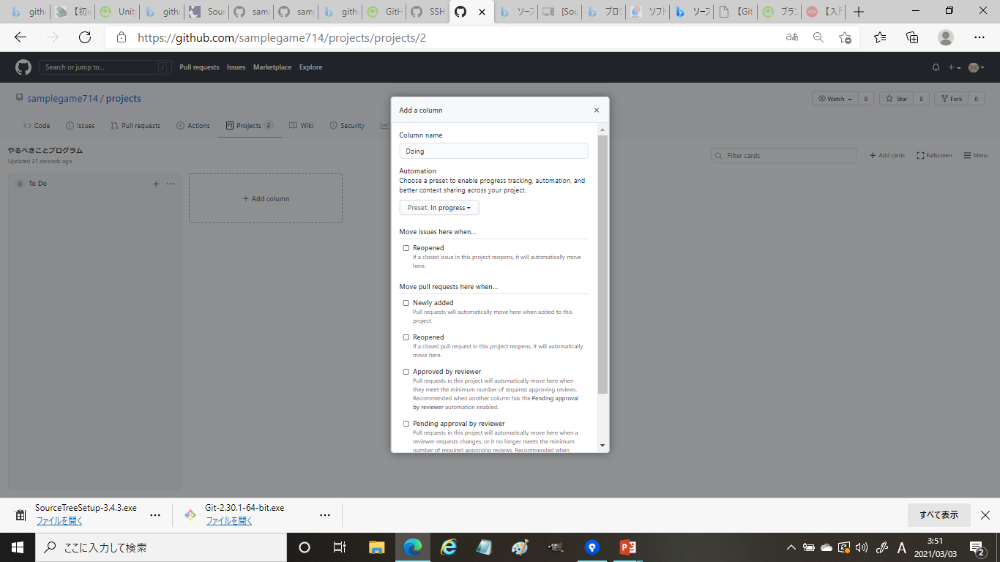 githu
【初心
Unity
githu
Sour
samp
samp
githu
GitH
SSH
ソース
[Sou
ブログ
ソフト
ソース
【Git
ブラン
【入門
https://github.com/samplegame714/projects/projects/2
Search or jump to...
/
Pull requests
Issues
Marketplace
Explore
samplegame714 / projects
Watch
0
Star
0
Fork
0
Code
Issues
Pull requests
Actions
Projects 2
Wiki
Security
やるべきことプログラム
Updated 27 seconds ago
Filter cards
Add cards
Fullscreen
Menu
0 To Do
Add column
Add a column
Column name
Doing
Automation
Choose a preset to enable progress tracking, automation, and
better context sharing across your project.
Preset: In progress
Move issues here when...
Reopened
If a closed issue in this project reopens, it will automatically move
here.
Move pull requests here when...
Newly added
Pull requests will automatically move here when added to this
project.
Reopened
If a closed pull request in this project reopens, it will automatically
move here.
Approved by reviewer
Pull requests in this project will automatically move here when
they meet the minimum number of required approving reviews.
Recommended when another column has the Pending approval
by reviewer automation enabled.
Pending approval by reviewer
Pull requests in this project will automatically move here when a
reviewer requests changes, or it no longer meets the minimum
number of required approving reviews. Recommended when
SourceTreeSetup-3.4.3.exe
ファイルを開く
Git-2.30.1-64-bit.exe
ファイルを開く
すべて表示
ここに入力して検索
A
3:51
2021/03/03
2